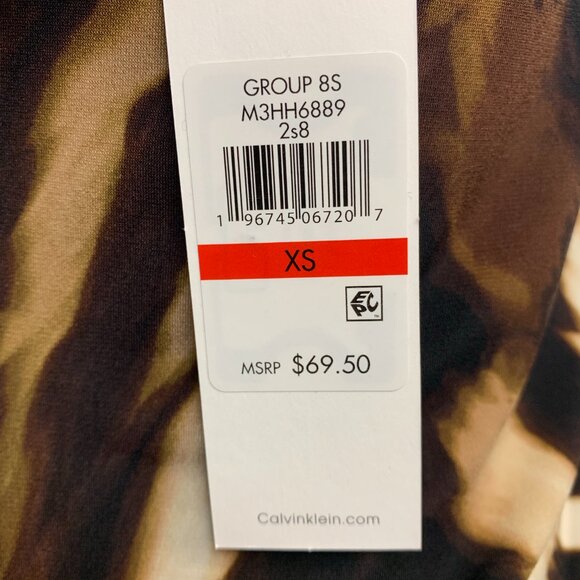 GROUP 8S
M3HH6889
2s8
1 96745 06720 7
XS
EPC
MSRP $69.50
Calvinklein.com